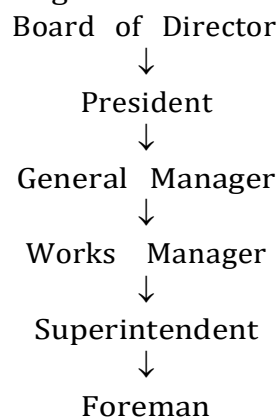 Board of Director
↓
President
↓
General Manager
↓
Works Manager
↓
Superintendent
↓
Foreman